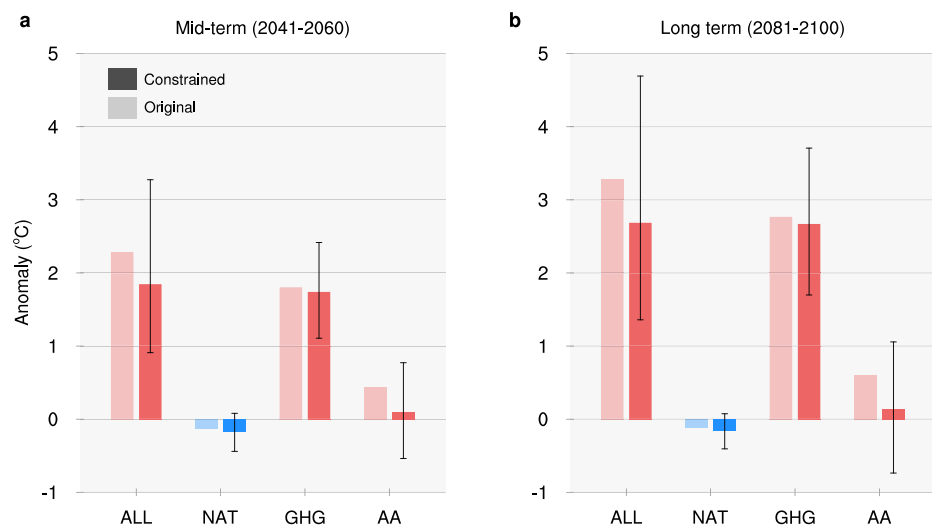 a
Mid-term (2041-2060)
5
4
3
2
1
0
-1
Anomaly (ºC)
Constrained
Original
ALL
NAT
GHG
AA
b
Long term (2081-2100)
5
4
3
2
1
0
-1
ALL
NAT
GHG
AA